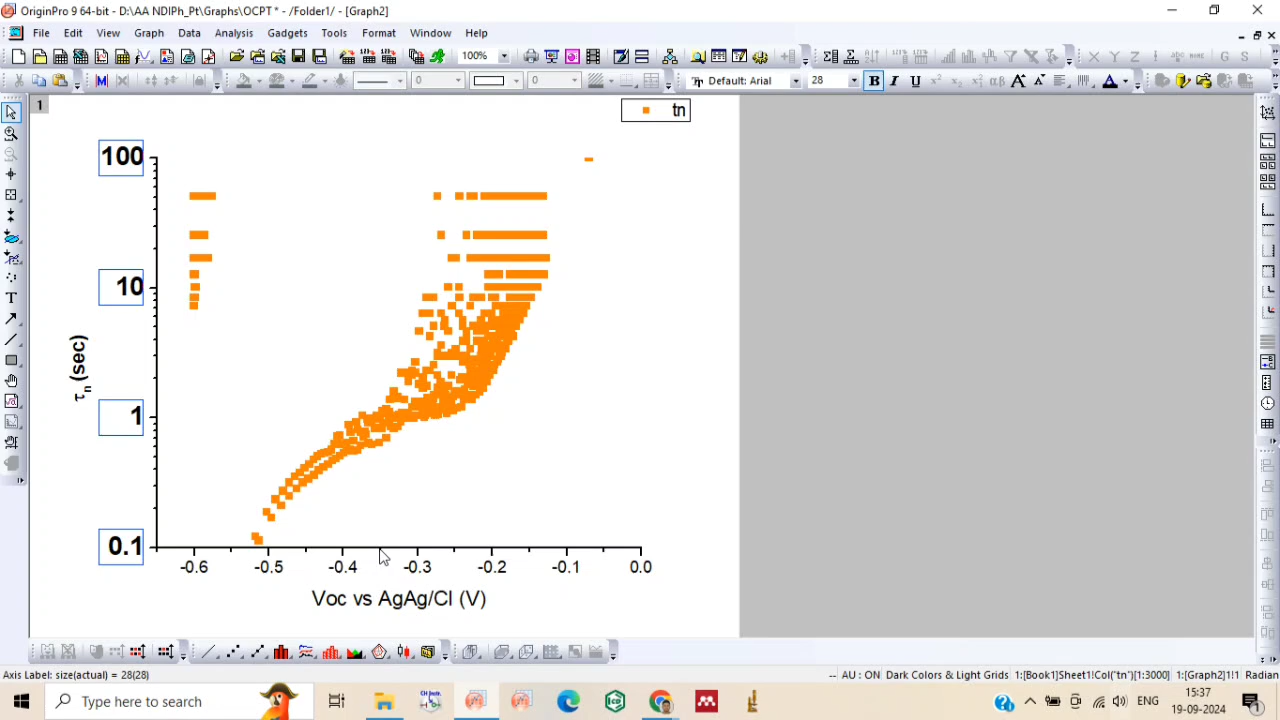 OriginPro 9 64-bit - D:\AA NDIPh_Pt\Graphs\OCPT * - /Folder1/ - [Graph2]
File Edit View Graph Data Analysis Gadgets Tools Format Window Help
100%
0 0 Default: Arial 28 B I U
1
tn
100
10
1
0.1
τn (sec)
-0.6 -0.5 -0.4 -0.3 -0.2 -0.1 0.0
Voc vs AgAg/Cl (V)
Axis Label: size(actual) = 28(28) -- AU : ON Dark Colors & Light Grids 1:[Book1]Sheet1!Col('tn')[1:3000] 1:[Graph2]1!1 Radian
Type here to search
ENG
15:37
19-09-2024